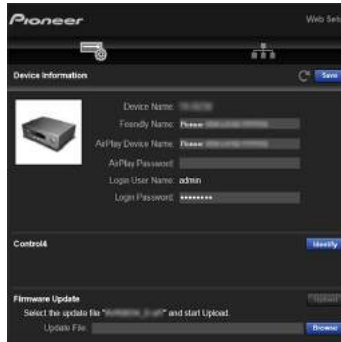 Pioneer
Web Set
Device Information
Save
Device Name:
Friendly Name: Pioneer
AirPlay Device Name: Pioneer
AirPlay Password:
Login User Name: admin
Login Password: ••••••••
Control4
Identify
Firmware Update
Upload
Select the update file "                " and start Upload.
Update File:
Browse